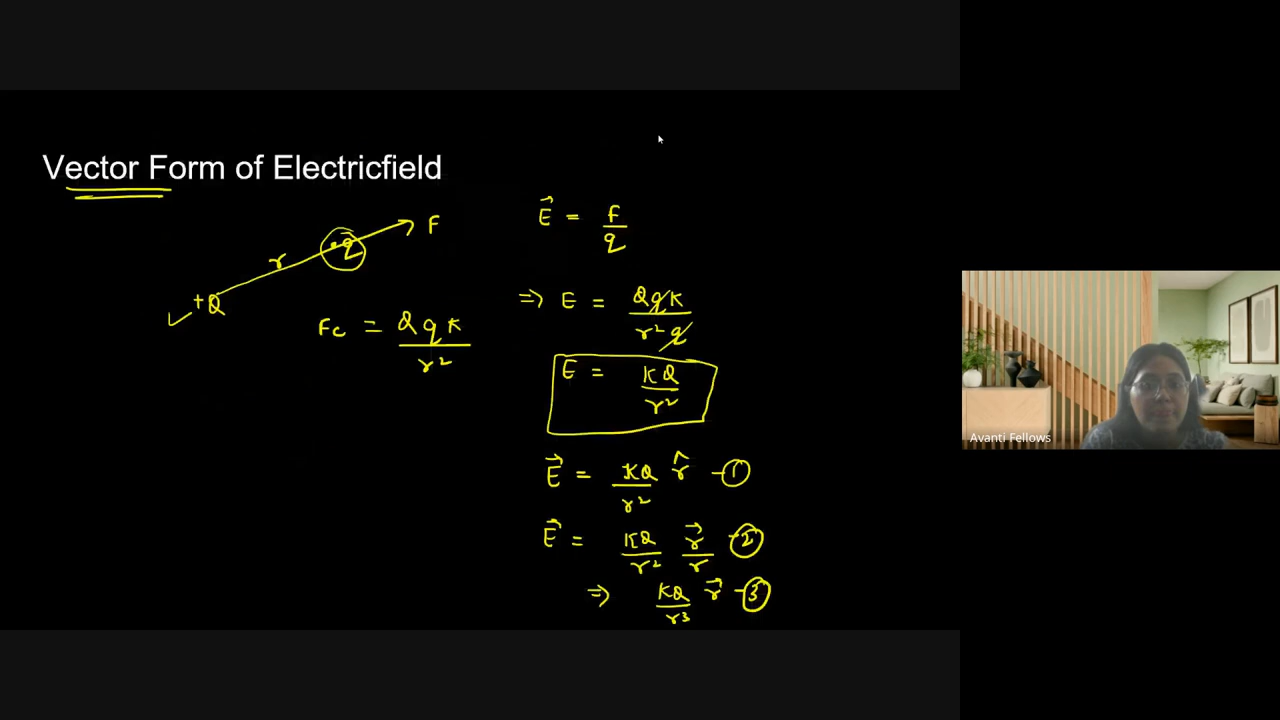 Vector Form of Electricfield
F
q
r
+Q
Fc = QqK / r²
E⃗ = F / q
⇒ E = QqK / r²q
E = KQ / r²
E⃗ = KQ / r² r̂ –①
E⃗ = KQ / r² r⃗ / r –②
⇒ KQ / r³ r⃗ –③
Avanti Fellows